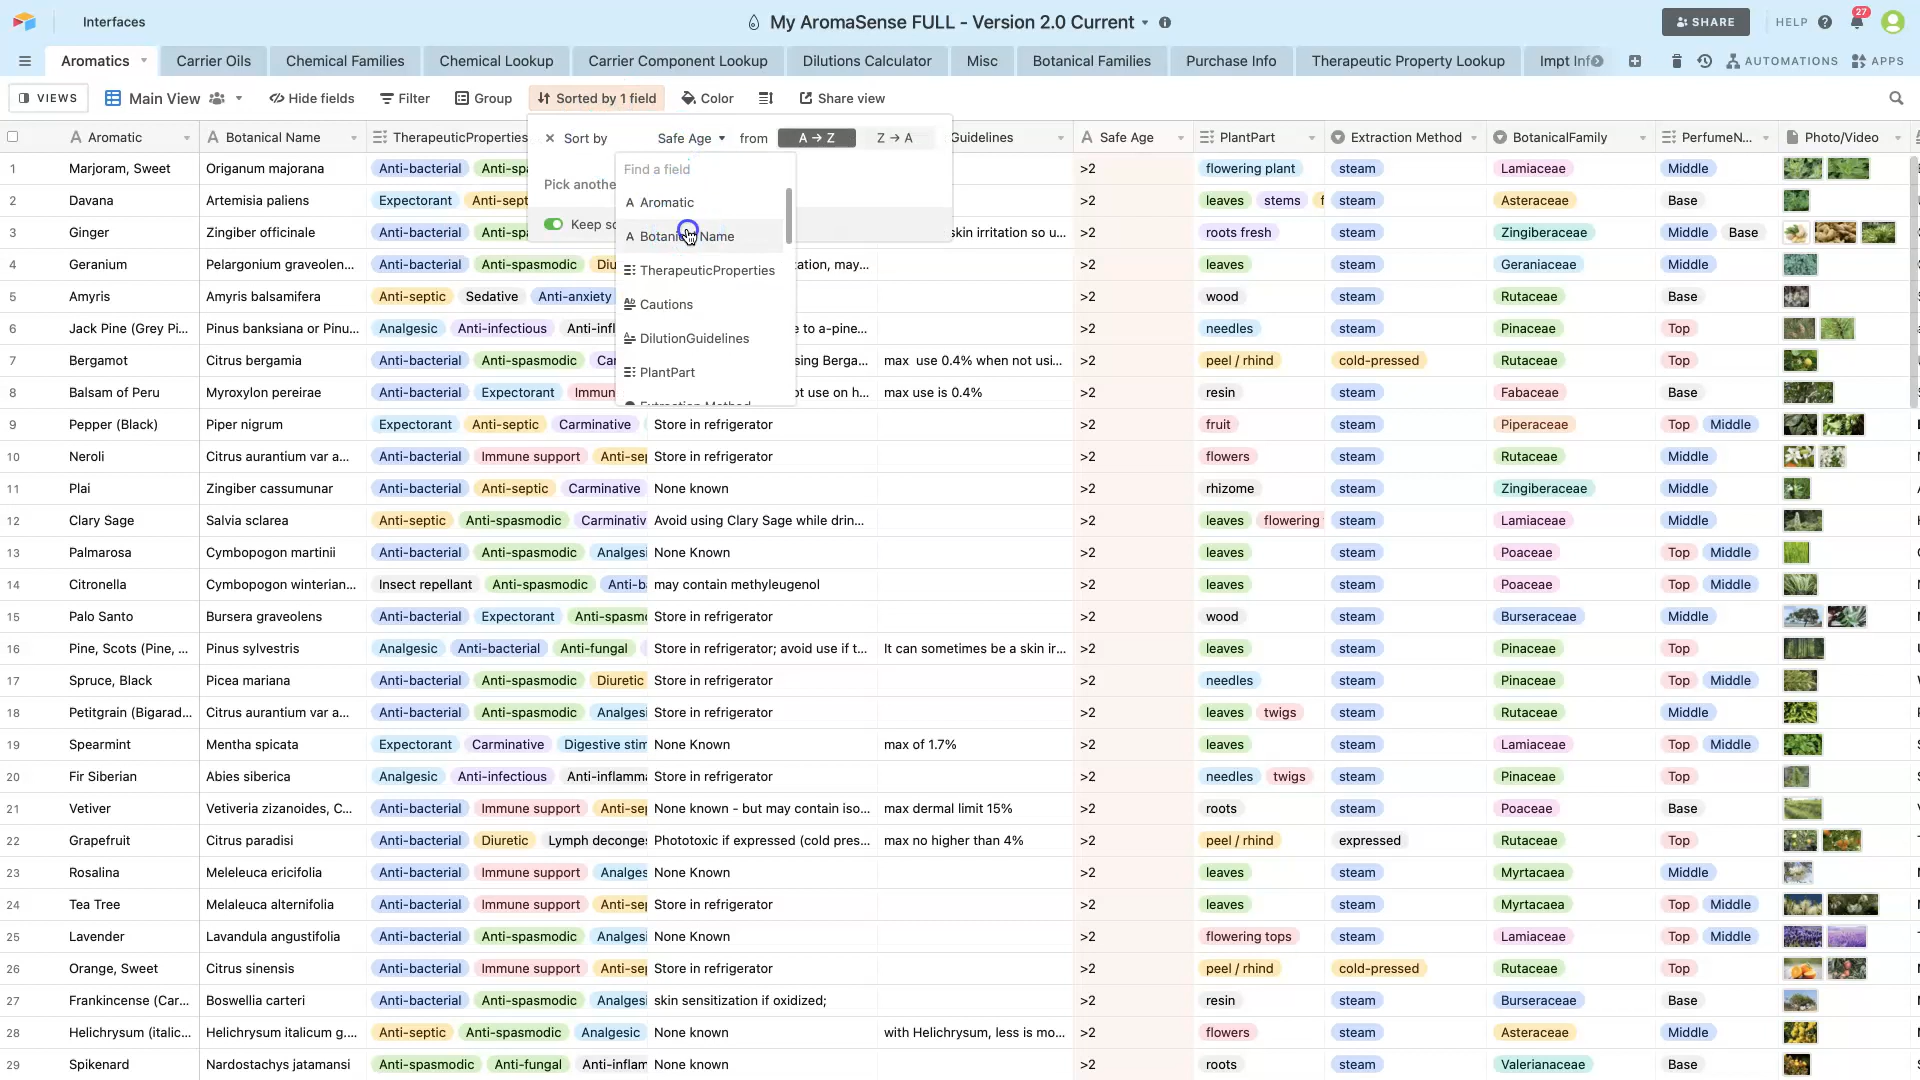 Interfaces
My AromaSense FULL - Version 2.0 Current
SHARE
HELP
27
Aromatics
Carrier Oils
Chemical Families
Chemical Lookup
Carrier Component Lookup
Dilutions Calculator
Misc
Botanical Families
Purchase Info
Therapeutic Property Lookup
Impt Info
AUTOMATIONS
APPS
VIEWS
Main View
Hide fields
Filter
Group
Sorted by 1 field
Color
Share view
Aromatic Botanical Name TherapeuticProperties Guidelines Safe Age PlantPart Extraction Method BotanicalFamily PerfumeN... Photo/Video
Sort by Safe Age from A → Z Z → A
Find a field
Pick anothe
Keep so
Aromatic
Botanical Name
TherapeuticProperties
Cautions
DilutionGuidelines
PlantPart
Extraction Method
1 Marjoram, Sweet Origanum majorana Anti-bacterial Anti-spa >2 flowering plant steam Lamiaceae Middle
2 Davana Artemisia paliens Expectorant Anti-sept >2 leaves stems f steam Asteraceae Base
3 Ginger Zingiber officinale Anti-bacterial Anti-spa skin irritation so u... >2 roots fresh steam Zingiberaceae Middle Base
4 Geranium Pelargonium graveolen... Anti-bacterial Anti-spasmodic Diu tation, may... >2 leaves steam Geraniaceae Middle
5 Amyris Amyris balsamifera Anti-septic Sedative Anti-anxiety >2 wood steam Rutaceae Base
6 Jack Pine (Grey Pi... Pinus banksiana or Pinu... Analgesic Anti-infectious Anti-infl e to a-pine... >2 needles steam Pinaceae Top
7 Bergamot Citrus bergamia Anti-bacterial Anti-spasmodic Car sing Berga... max use 0.4% when not usi... >2 peel / rhind cold-pressed Rutaceae Top
8 Balsam of Peru Myroxylon pereirae Anti-bacterial Expectorant Immun ot use on h... max use is 0.4% >2 resin steam Fabaceae Base
9 Pepper (Black) Piper nigrum Expectorant Anti-septic Carminative Store in refrigerator >2 fruit steam Piperaceae Top Middle
10 Neroli Citrus aurantium var a... Anti-bacterial Immune support Anti-sep Store in refrigerator >2 flowers steam Rutaceae Middle
11 Plai Zingiber cassumunar Anti-bacterial Anti-septic Carminative None known >2 rhizome steam Zingiberaceae Middle
12 Clary Sage Salvia sclarea Anti-septic Anti-spasmodic Carminativ Avoid using Clary Sage while drin... >2 leaves flowering steam Lamiaceae Middle
13 Palmarosa Cymbopogon martinii Anti-bacterial Anti-spasmodic Analgesi None Known >2 leaves steam Poaceae Top Middle
14 Citronella Cymbopogon winterian... Insect repellant Anti-spasmodic Anti-b may contain methyleugenol >2 leaves steam Poaceae Top Middle
15 Palo Santo Bursera graveolens Anti-bacterial Expectorant Anti-spasmo Store in refrigerator >2 wood steam Burseraceae Middle
16 Pine, Scots (Pine, ... Pinus sylvestris Analgesic Anti-bacterial Anti-fungal Store in refrigerator; avoid use if t... It can sometimes be a skin ir... >2 leaves steam Pinaceae Top
17 Spruce, Black Picea mariana Anti-bacterial Anti-spasmodic Diuretic Store in refrigerator >2 needles steam Pinaceae Top Middle
18 Petitgrain (Bigarad... Citrus aurantium var a... Anti-bacterial Anti-spasmodic Analgesi Store in refrigerator >2 leaves twigs steam Rutaceae Middle
19 Spearmint Mentha spicata Expectorant Carminative Digestive stim None Known max of 1.7% >2 leaves steam Lamiaceae Top Middle
20 Fir Siberian Abies siberica Analgesic Anti-infectious Anti-inflamma Store in refrigerator >2 needles twigs steam Pinaceae Top
21 Vetiver Vetiveria zizanoides, C... Anti-bacterial Immune support Anti-sep None known - but may contain iso... max dermal limit 15% >2 roots steam Poaceae Base
22 Grapefruit Citrus paradisi Anti-bacterial Diuretic Lymph deconges Phototoxic if expressed (cold pres... max no higher than 4% >2 peel / rhind expressed Rutaceae Top
23 Rosalina Meleleuca ericifolia Anti-bacterial Immune support Analges None Known >2 leaves steam Myrtacaea Middle
24 Tea Tree Melaleuca alternifolia Anti-bacterial Immune support Anti-sep Store in refrigerator >2 leaves steam Myrtacaea Top Middle
25 Lavender Lavandula angustifolia Anti-bacterial Anti-spasmodic Analgesi None Known >2 flowering tops steam Lamiaceae Top Middle
26 Orange, Sweet Citrus sinensis Anti-bacterial Immune support Anti-sep Store in refrigerator >2 peel / rhind cold-pressed Rutaceae Top
27 Frankincense (Car... Boswellia carteri Anti-bacterial Anti-spasmodic Analgesi skin sensitization if oxidized; >2 resin steam Burseraceae Base
28 Helichrysum (italic... Helichrysum italicum g.... Anti-septic Anti-spasmodic Analgesic None known with Helichrysum, less is mo... >2 flowers steam Asteraceae Middle
29 Spikenard Nardostachys jatamansi Anti-spasmodic Anti-fungal Anti-inflam None known >2 roots steam Valerianaceae Base